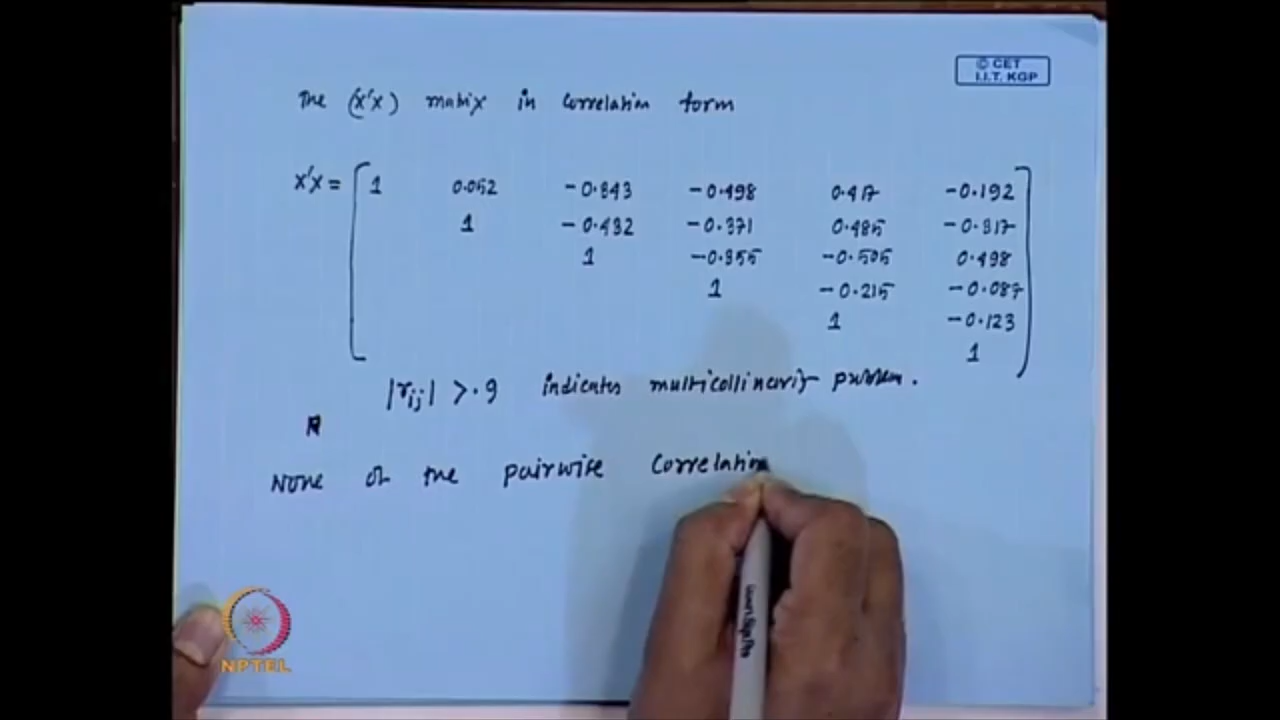 © CET
I.I.T. KGP
The (X'X) matrix in correlation form
X'X = 1 0.052 -0.343 -0.498 0.417 -0.192
1 -0.432 -0.371 0.485 -0.317
1 -0.355 -0.505 0.498
1 -0.215 -0.087
1 -0.123
1
|rij| > .9 indicates multicollinearity problem.
None of the pairwise Correlation
NPTEL